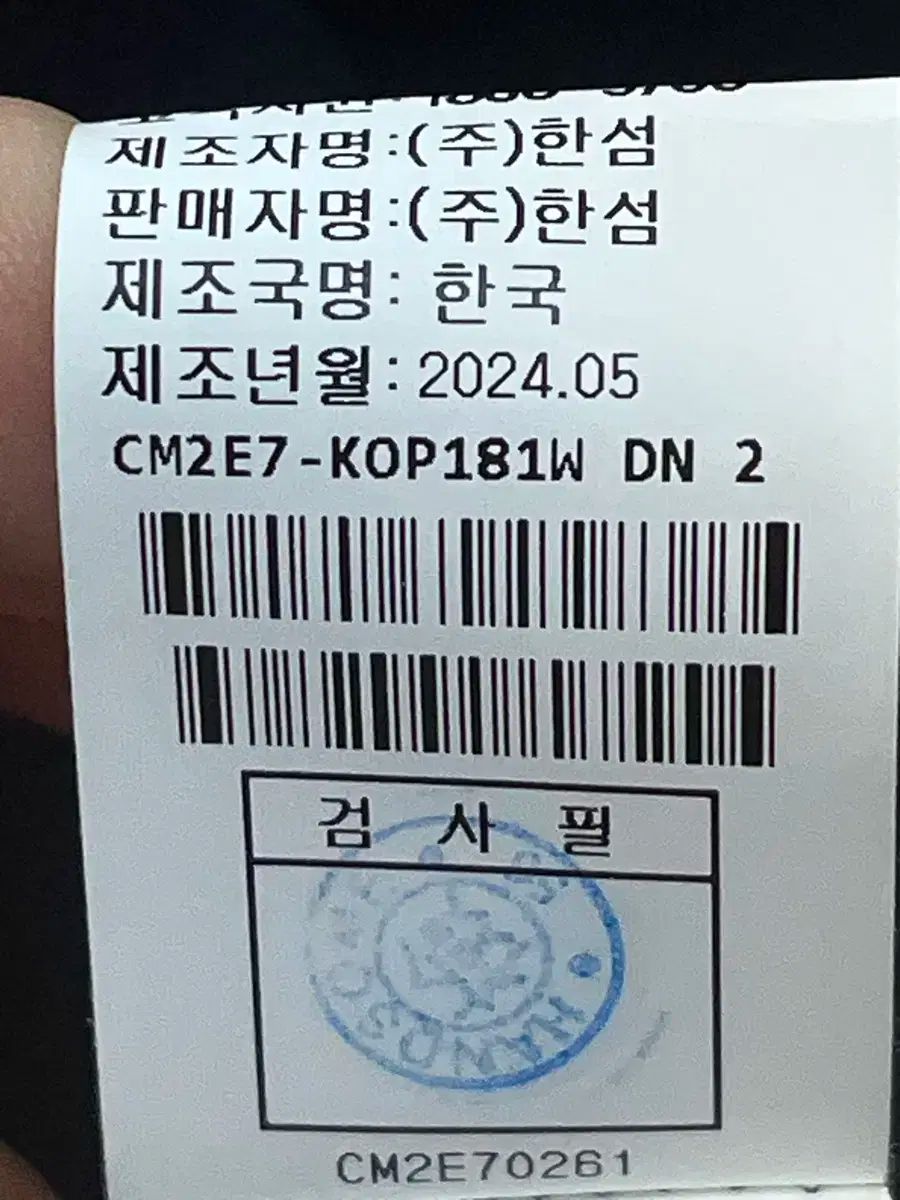 제조자명:(주)한섬
판매자명:(주)한섬
제조국명: 한국
제조년월: 2024.05
CM2E7-KOP181W DN 2
검 사 필
HANDSOME
CM2E70261